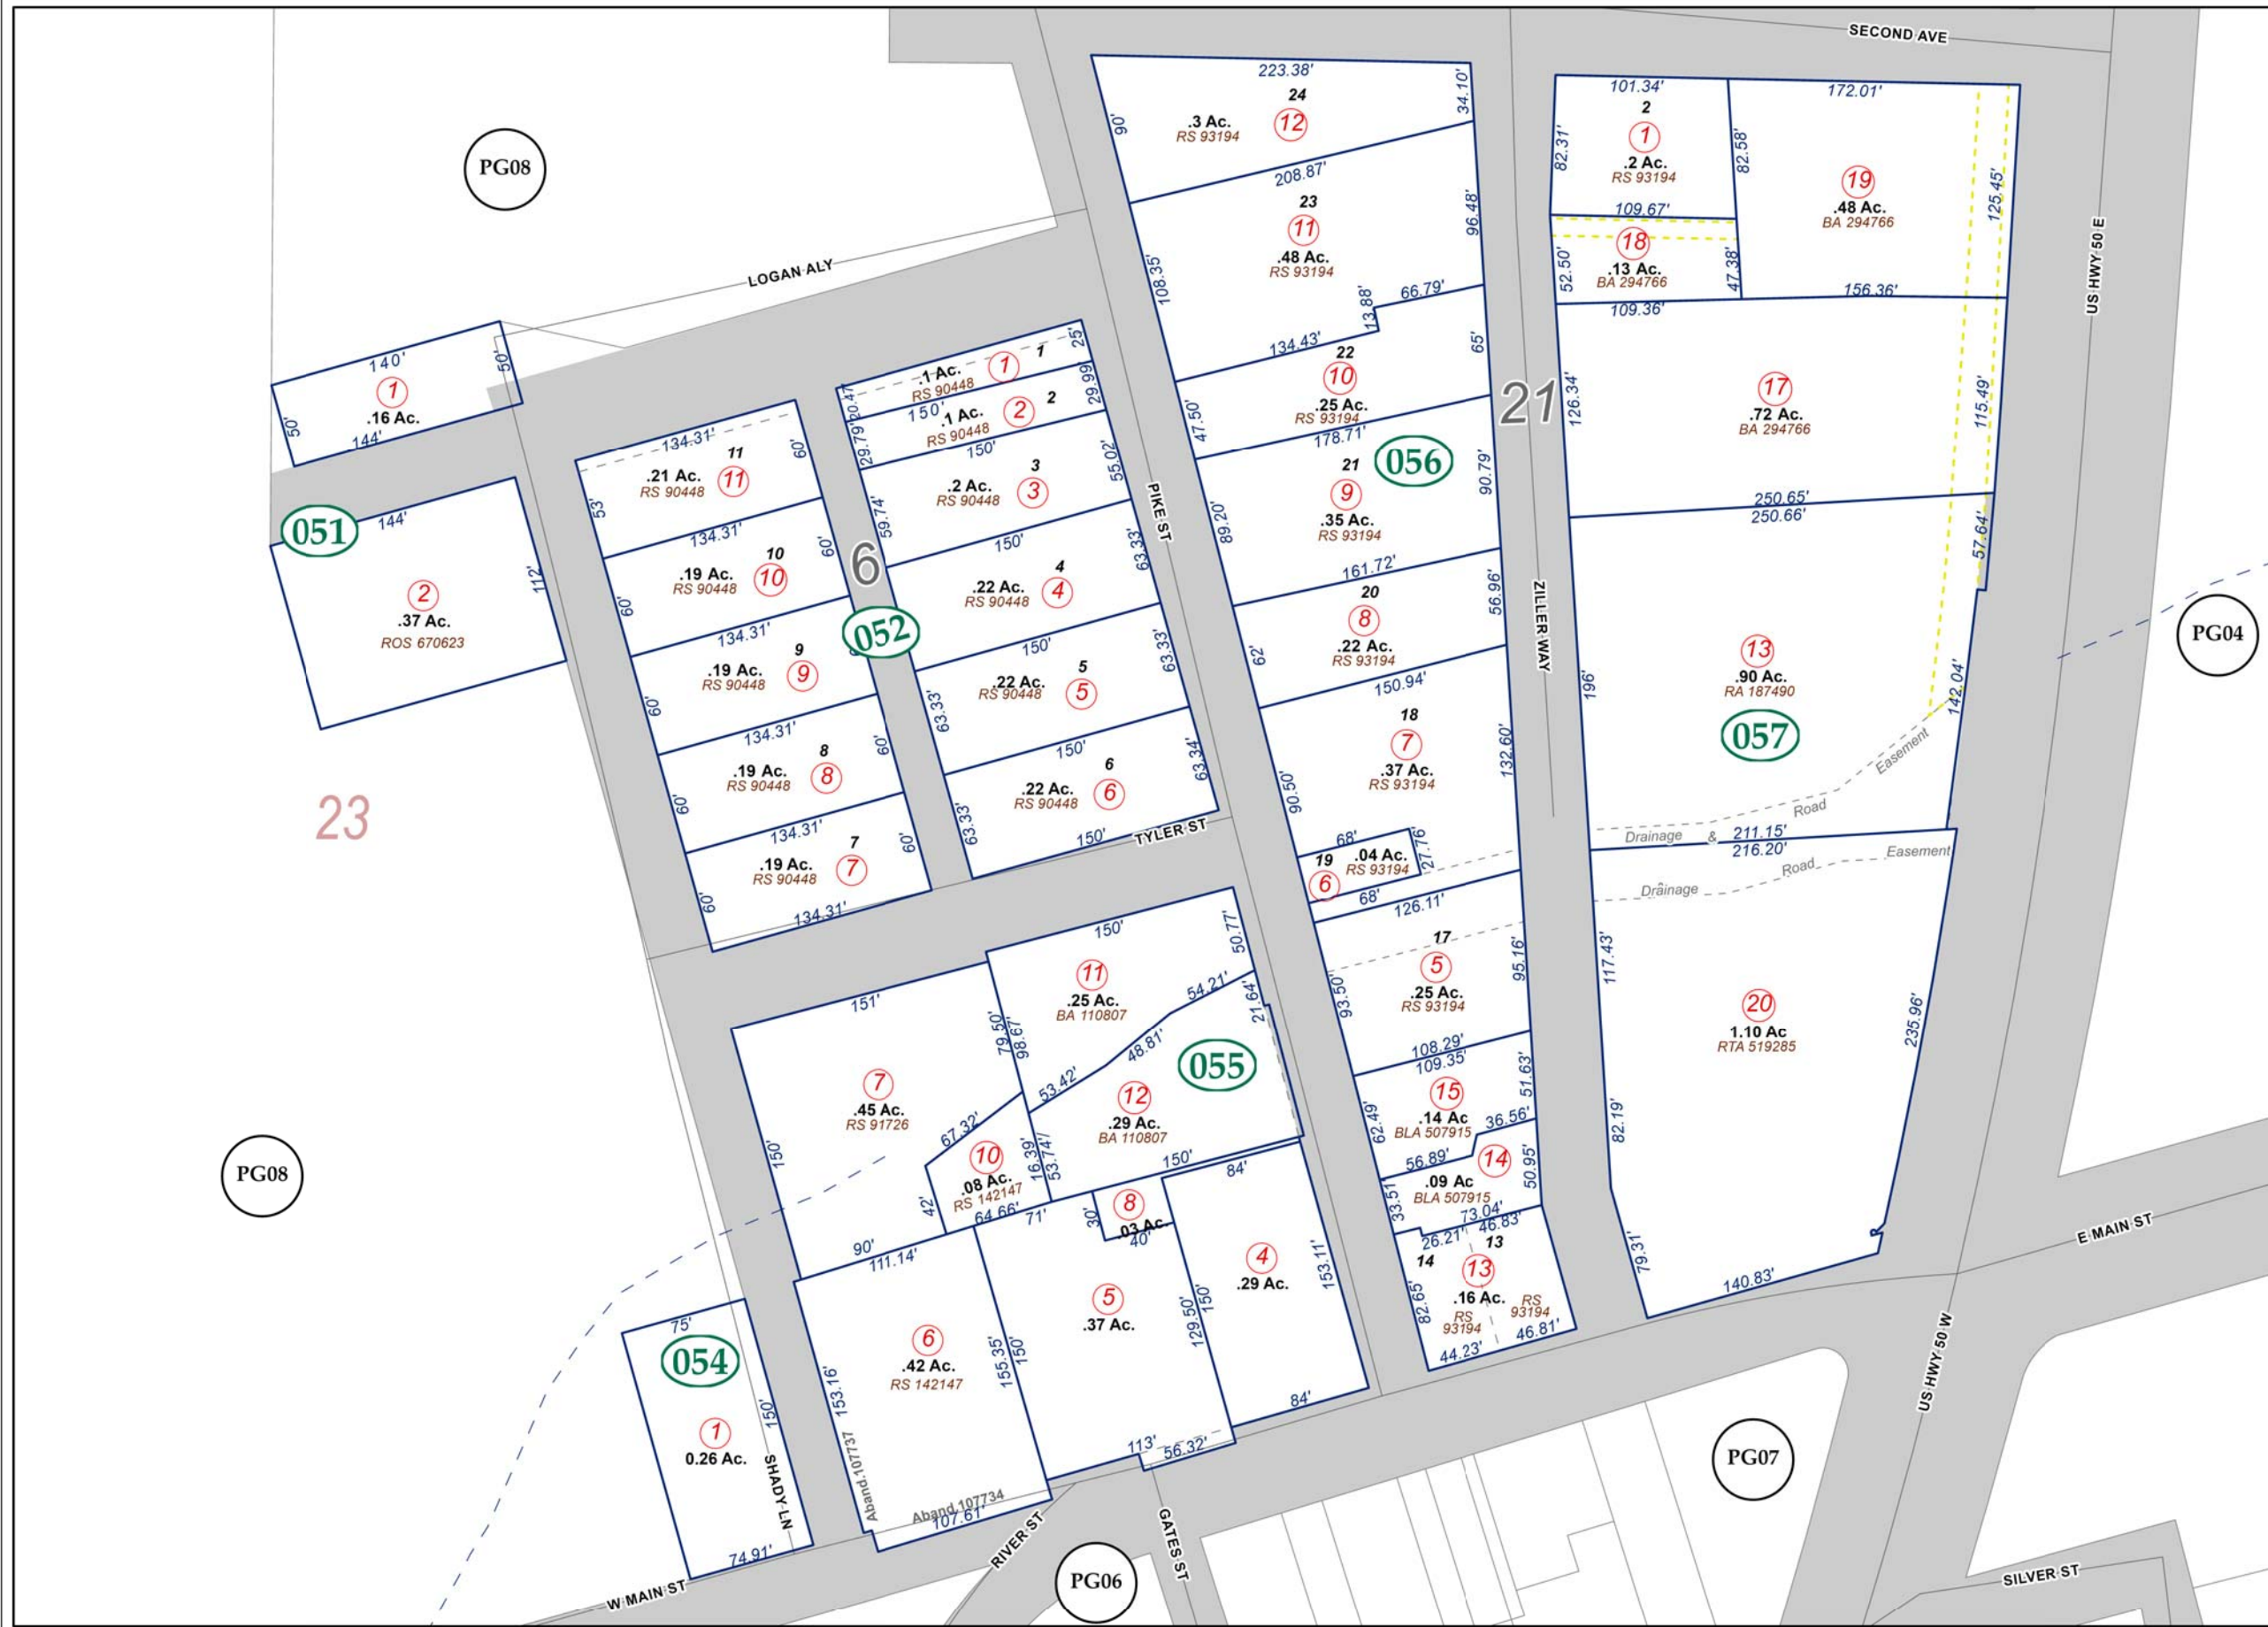 SECOND AVE
PG08
LOGAN ALY
140'
50'
1
.16 Ac.
50'
144'
051
144'
112'
2
.37 Ac.
ROS 670623
23
134.31'
11
60'
.21 Ac.
RS 90448
11
53'
134.31'
10
60'
.19 Ac.
RS 90448
10
60'
134.31'
9
.19 Ac.
RS 90448
9
60'
134.31'
8
60'
.19 Ac.
RS 90448
8
60'
134.31'
7
60'
.19 Ac.
RS 90448
7
60'
134.31'
6
052
25'
1
.1 Ac.
RS 90448
1
20.47'
29.99'
150'
2
.1 Ac.
RS 90448
2
29.79'
150'
55.02'
3
.2 Ac.
RS 90448
3
59.74'
150'
63.33'
4
.22 Ac.
RS 90448
4
150'
63.33'
5
.22 Ac.
RS 90448
5
63.33'
150'
63.34'
6
.22 Ac.
RS 90448
6
63.33'
150'
TYLER ST
PIKE ST
223.38'
24
34.10'
90'
.3 Ac.
RS 93194
12
208.87'
23
11
96.48'
.48 Ac.
RS 93194
108.35'
13.88'
66.79'
134.43'
22
65'
10
.25 Ac.
RS 93194
47.50'
178.71'
21
056
90.79'
9
.35 Ac.
RS 93194
89.20'
161.72'
20
56.96'
8
.22 Ac.
RS 93194
62'
150.94'
18
7
132.60'
.37 Ac.
RS 93194
90.50'
68'
19
.04 Ac.
RS 93194
27.76'
6
68'
126.11'
17
5
95.16'
.25 Ac.
RS 93194
93.50'
108.29'
109.35'
51.63'
15
.14 Ac
BLA 507915
62.49'
36.56'
56.89'
14
50.95'
.09 Ac
BLA 507915
33.51'
73.04'
26.21'
46.83'
13
14
13
.16 Ac.
RS
93194
RS
93194
82.65'
46.81'
44.23'
21
ZILLER WAY
101.34'
2
1
.2 Ac.
RS 93194
82.31'
82.58'
109.67'
172.01'
19
.48 Ac.
BA 294766
125.45'
18
.13 Ac.
BA 294766
52.50'
47.38'
109.36'
156.36'
US HWY 50 E
126.34'
17
.72 Ac.
BA 294766
115.49'
250.65'
250.66'
57.64'
13
.90 Ac.
RA 187490
057
196'
142.04'
Easement
Road
Drainage & 211.15'
216.20'
Easement
Road
Drainage
117.43'
20
1.10 Ac
RTA 519285
235.96'
82.19'
79.31'
140.83'
PG04
E MAIN ST
150'
50.77'
11
.25 Ac.
BA 110807
54.21'
21.64'
151'
79.50'
98.67'
48.81'
055
53.42'
7
.45 Ac.
RS 91726
12
.29 Ac.
BA 110807
67.32'
150'
10
.08 Ac.
RS 142147
16.39'
53.74'
150'
42'
84'
64.66'
71'
30'
8
.03 Ac.
40'
90'
111.14'
4
.29 Ac.
153.11'
5
.37 Ac.
129.50'
150'
6
.42 Ac.
RS 142147
155.35'
150'
153.16'
84'
113'
56.32'
Aband.107737
Aband.107734
107.61'
PG08
75'
054
1
0.26 Ac.
150'
SHADY LN
74.91'
W MAIN ST
RIVER ST
GATES ST
PG06
PG07
US HWY 50 W
SILVER ST